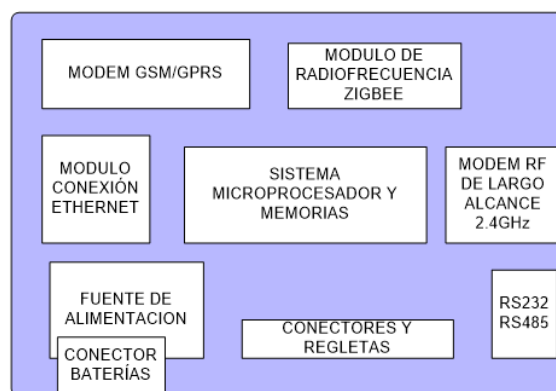 MODEM GSM/GPRS
MODULO DE
RADIOFRECUENCIA
ZIGBEE
MODULO
CONEXIÓN
ETHERNET
SISTEMA
MICROPROCESADOR Y
MEMORIAS
MODEM RF
DE LARGO
ALCANCE
2.4GHz
FUENTE DE
ALIMENTACION
CONECTOR
BATERÍAS
CONECTORES Y
REGLETAS
RS232
RS485